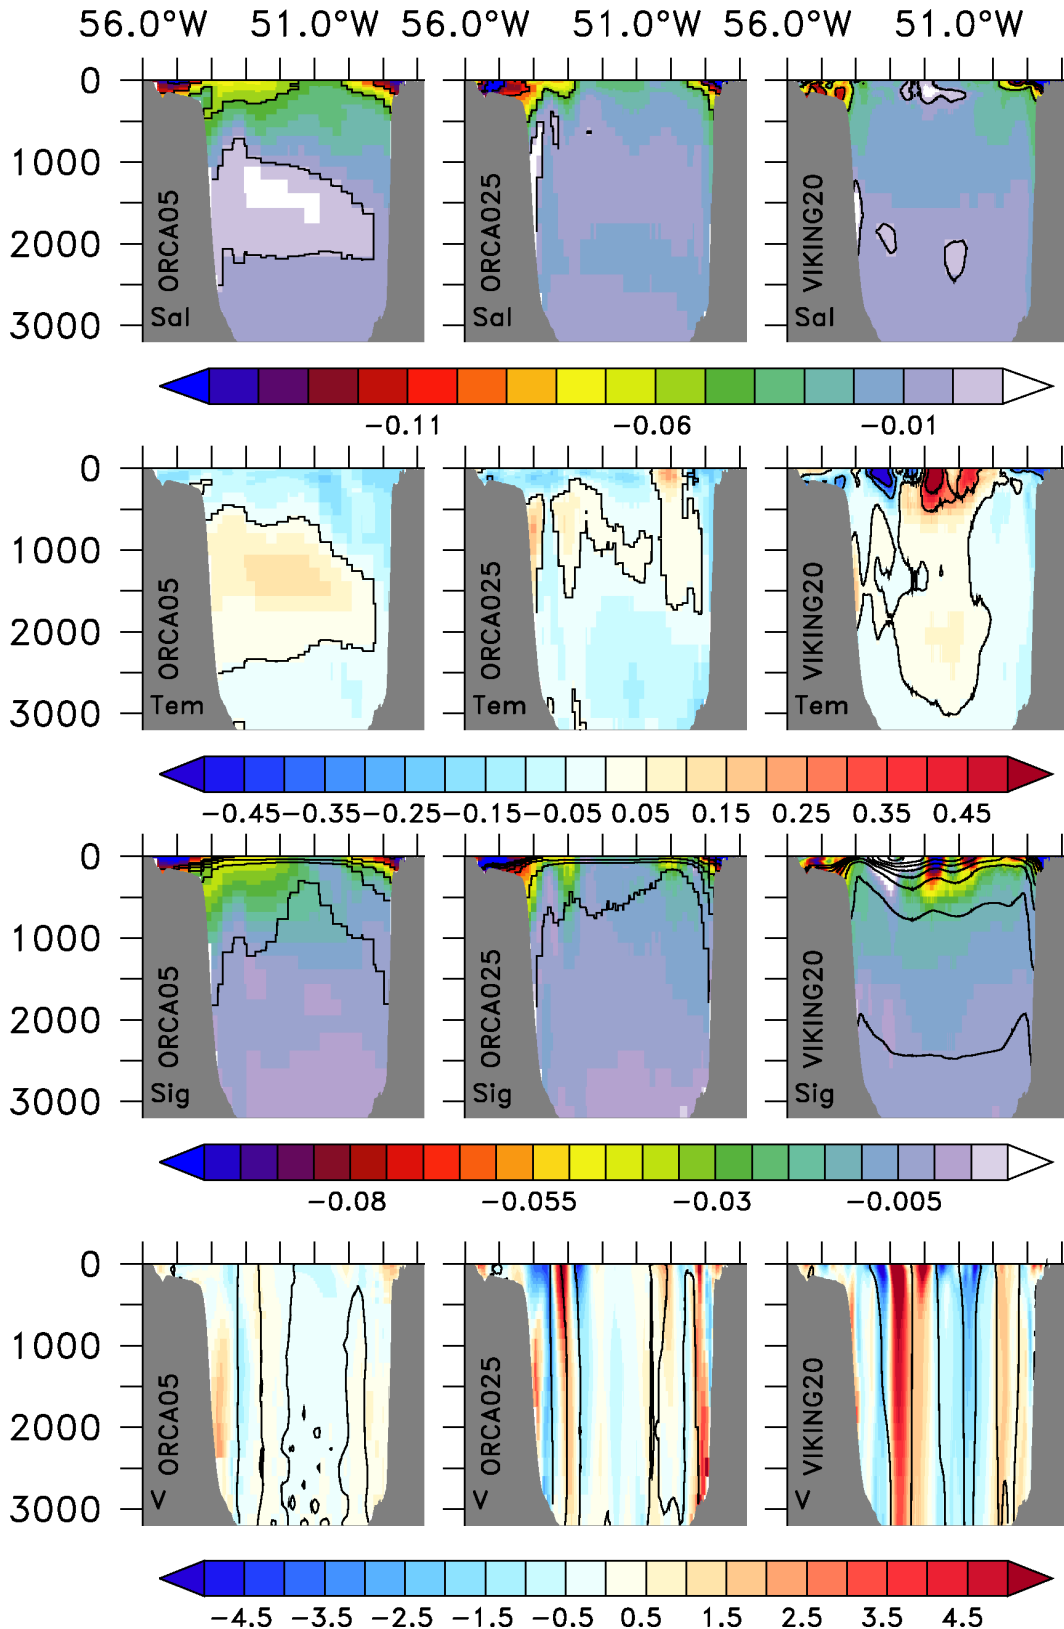 56.0°W 51.0°W 56.0°W 51.0°W 56.0°W 51.0°W
0
1000
2000
3000
ORCA05
Sal
ORCA025
Sal
VIKING20
Sal
-0.11 -0.06 -0.01
0
1000
2000
3000
ORCA05
Tem
ORCA025
Tem
VIKING20
Tem
-0.45 -0.35 -0.25 -0.15 -0.05 0.05 0.15 0.25 0.35 0.45
0
1000
2000
3000
ORCA05
Sig
ORCA025
Sig
VIKING20
Sig
-0.08 -0.055 -0.03 -0.005
0
1000
2000
3000
ORCA05
V
ORCA025
V
VIKING20
V
-4.5 -3.5 -2.5 -1.5 -0.5 0.5 1.5 2.5 3.5 4.5